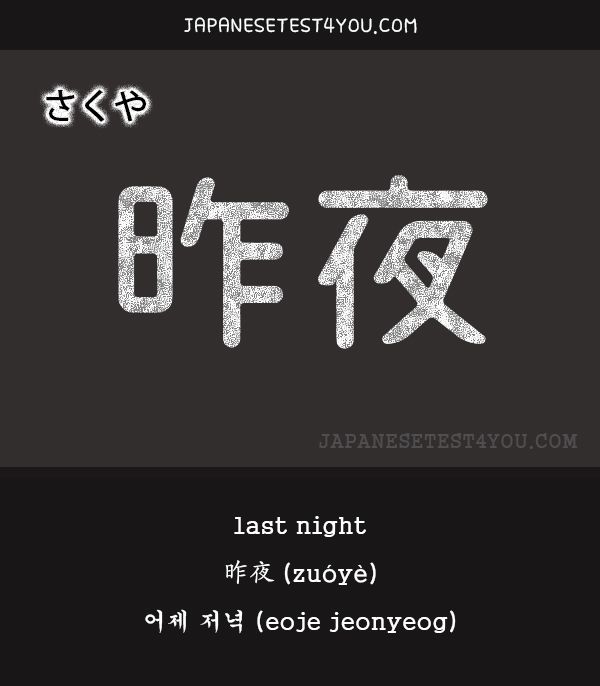 JAPANESETEST4YOU.COM
さくや
昨夜
JAPANESETEST4YOU.COM
last night
昨夜 (zuóyè)
어제 저녁 (eoje jeonyeog)